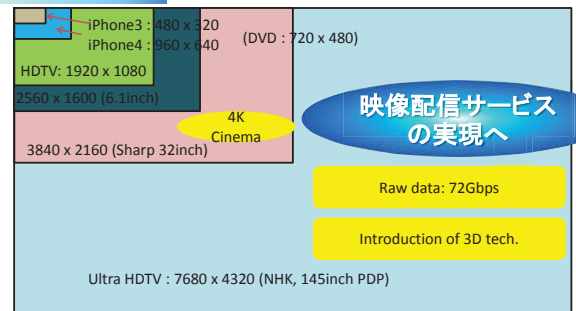 iPhone3 : 480 x 320
iPhone4 : 960 x 640
(DVD : 720 x 480)
HDTV: 1920 x 1080
2560 x 1600 (6.1inch)
4K
Cinema
映像配信サービス
の実現へ
3840 x 2160 (Sharp 32inch)
Raw data: 72Gbps
Introduction of 3D tech.
Ultra HDTV : 7680 x 4320 (NHK, 145inch PDP)